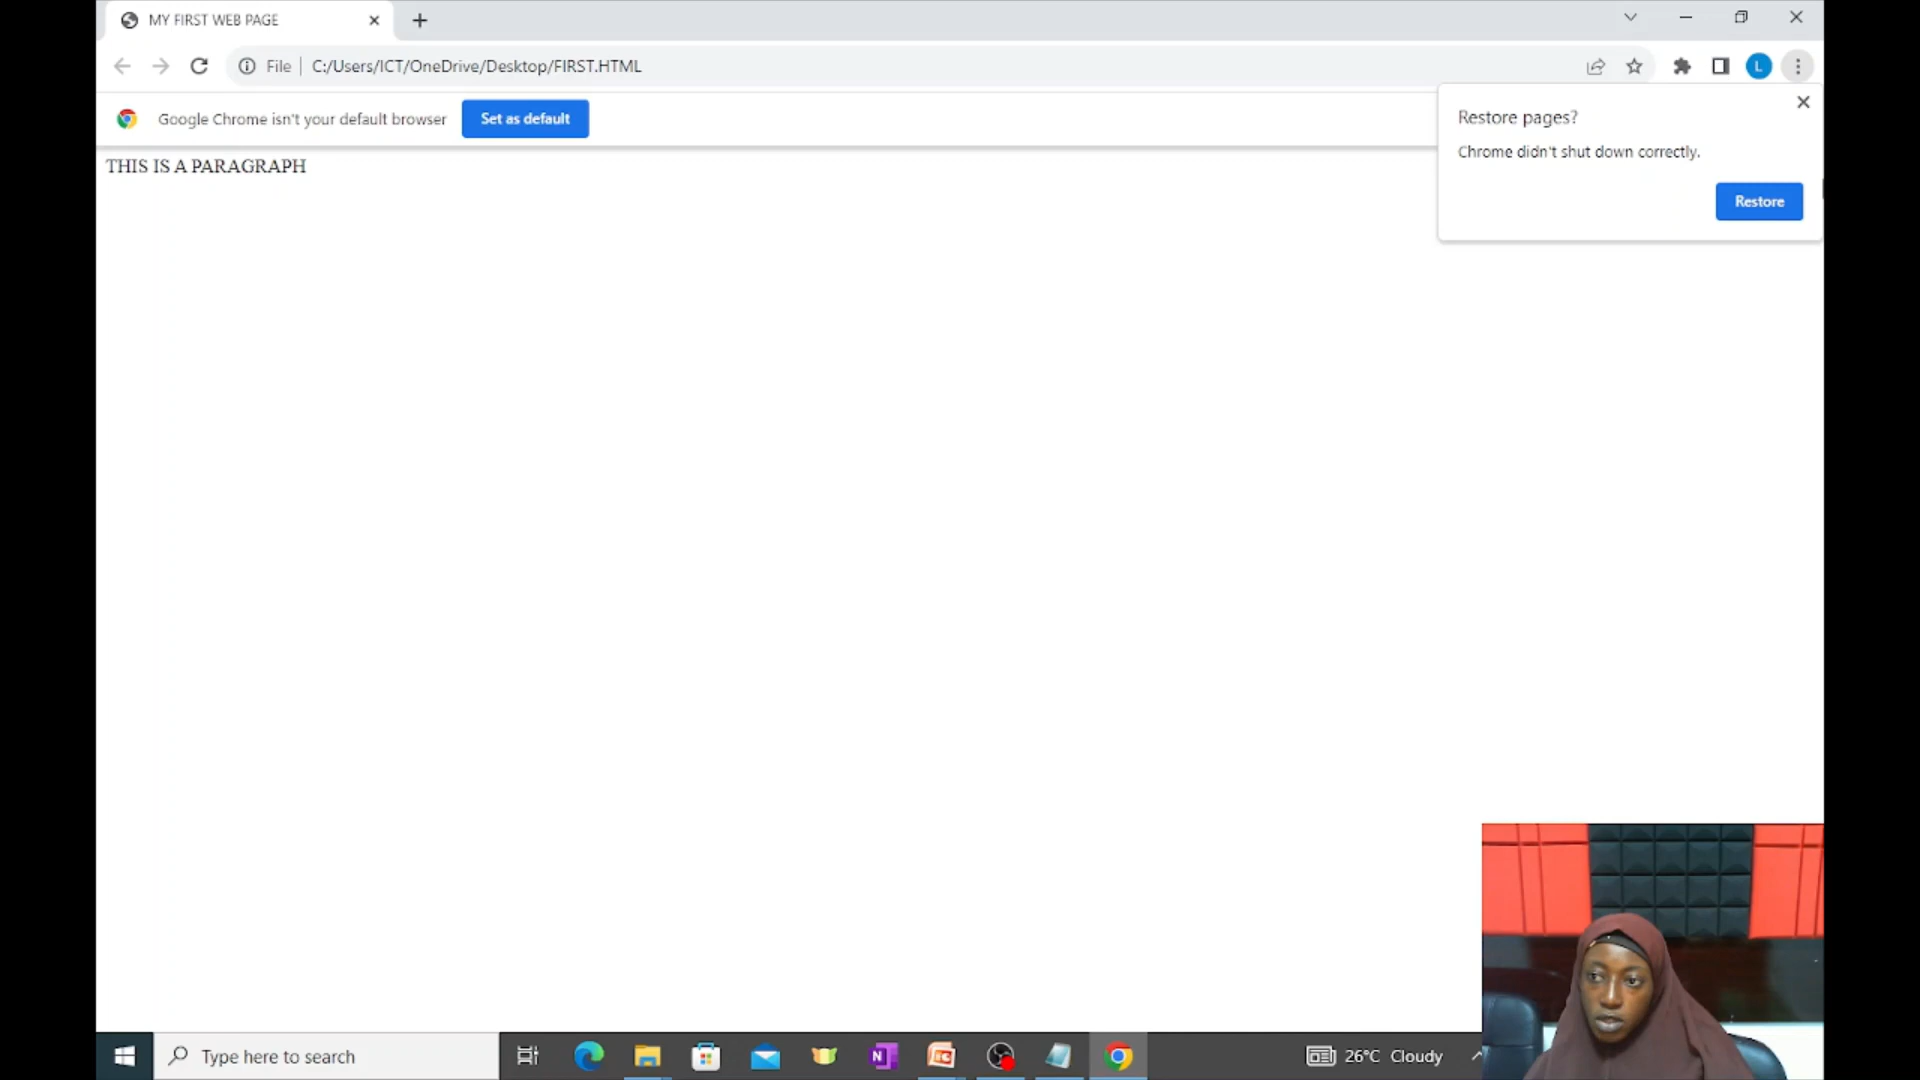 MY FIRST WEB PAGE
File
C:/Users/ICT/OneDrive/Desktop/FIRST.HTML
L
Google Chrome isn't your default browser
Set as default
Restore pages?
Chrome didn't shut down correctly.
Restore
THIS IS A PARAGRAPH
Type here to search
N
26°C Cloudy